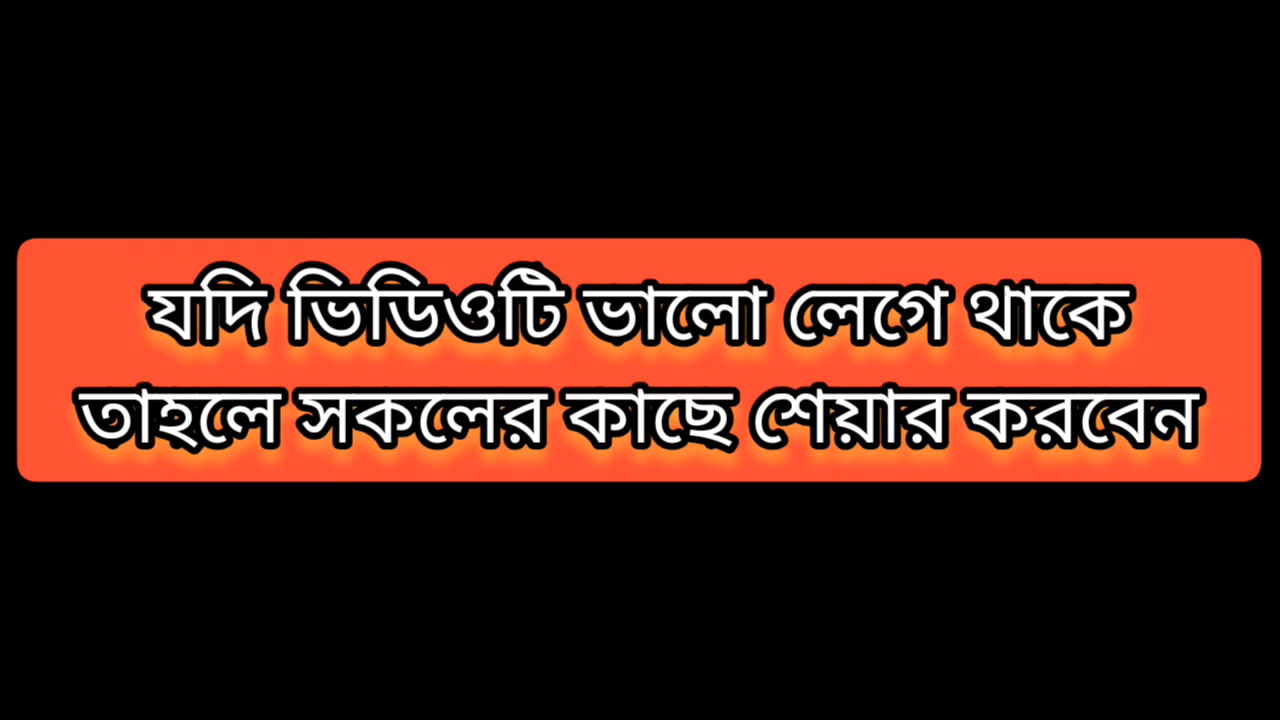 যদি ভিডিওটি ভালো লেগে থাকে
তাহলে সকলের কাছে শেয়ার করবেন